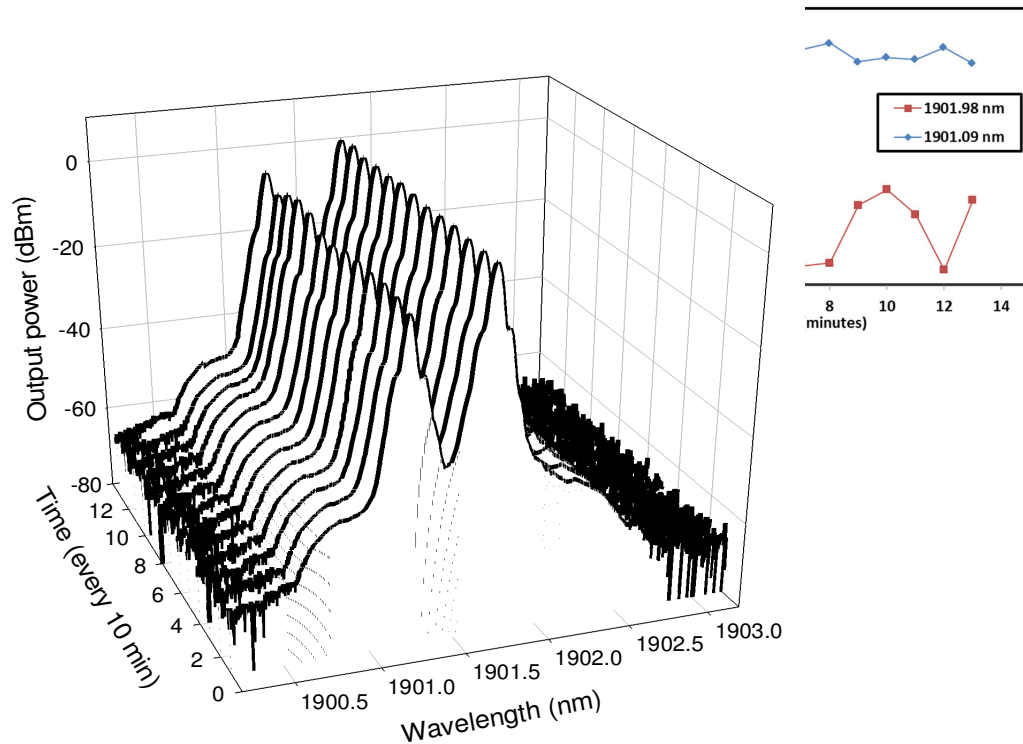 Output power (dBm)
0
-20
-40
-60
-80
Time (every 10 min)
12
10
8
6
4
2
0
1900.5
1901.0
1901.5
1902.0
1902.5
1903.0
Wavelength (nm)
1901.98 nm
1901.09 nm
8 10 12 14
minutes)